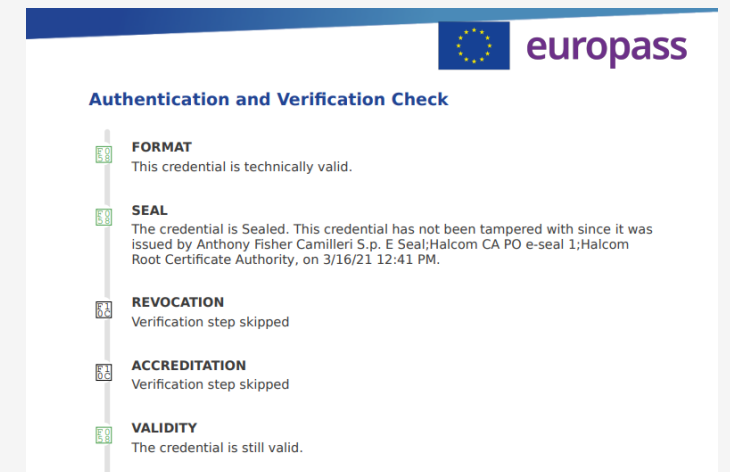 europass
Authentication and Verification Check
FORMAT
This credential is technically valid.
SEAL
The credential is Sealed. This credential has not been tampered with since it was
issued by Anthony Fisher Camilleri S.p. E Seal;Halcom CA PO e-seal 1;Halcom
Root Certificate Authority, on 3/16/21 12:41 PM.
REVOCATION
Verification step skipped
ACCREDITATION
Verification step skipped
VALIDITY
The credential is still valid.